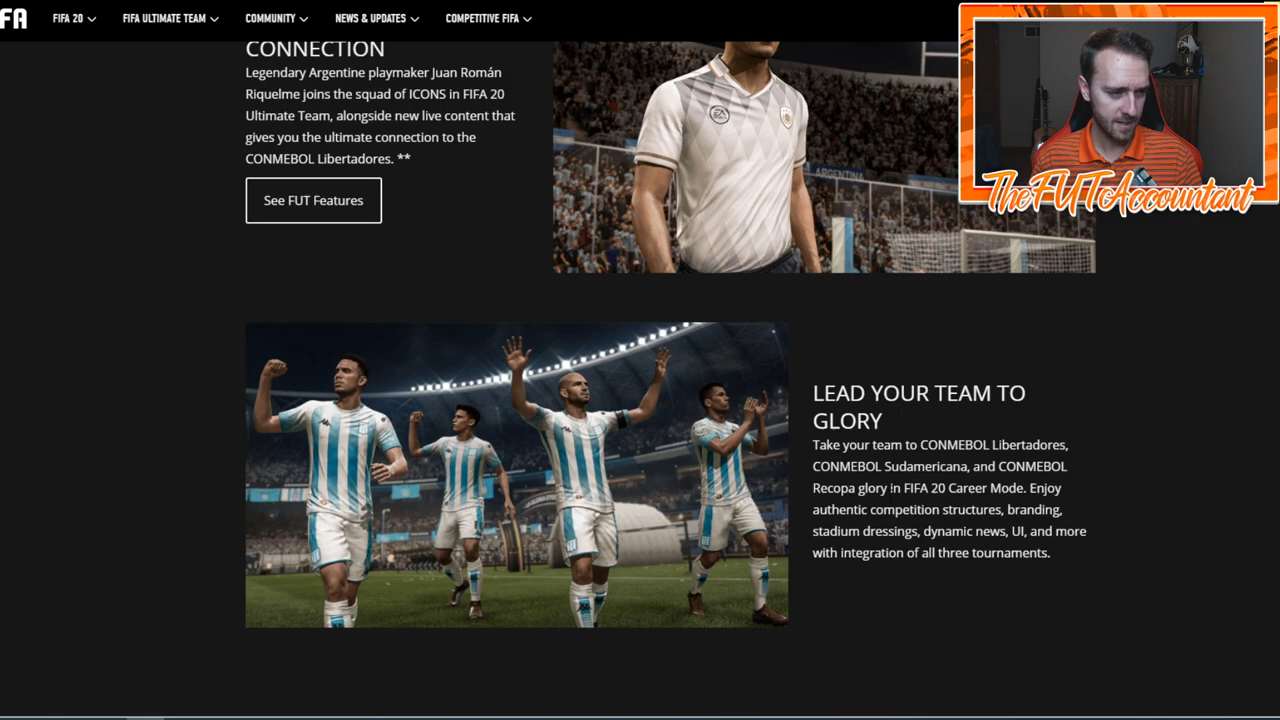 FA
FIFA 20
FIFA ULTIMATE TEAM
COMMUNITY
NEWS & UPDATES
COMPETITIVE FIFA
CONNECTION
Legendary Argentine playmaker Juan Román
Riquelme joins the squad of ICONS in FIFA 20
Ultimate Team, alongside new live content that
gives you the ultimate connection to the
CONMEBOL Libertadores. **
See FUT Features
EA
ARGENTINA
TheFUTAccountant
LEAD YOUR TEAM TO
GLORY
Take your team to CONMEBOL Libertadores,
CONMEBOL Sudamericana, and CONMEBOL
Recopa glory in FIFA 20 Career Mode. Enjoy
authentic competition structures, branding,
stadium dressings, dynamic news, UI, and more
with integration of all three tournaments.